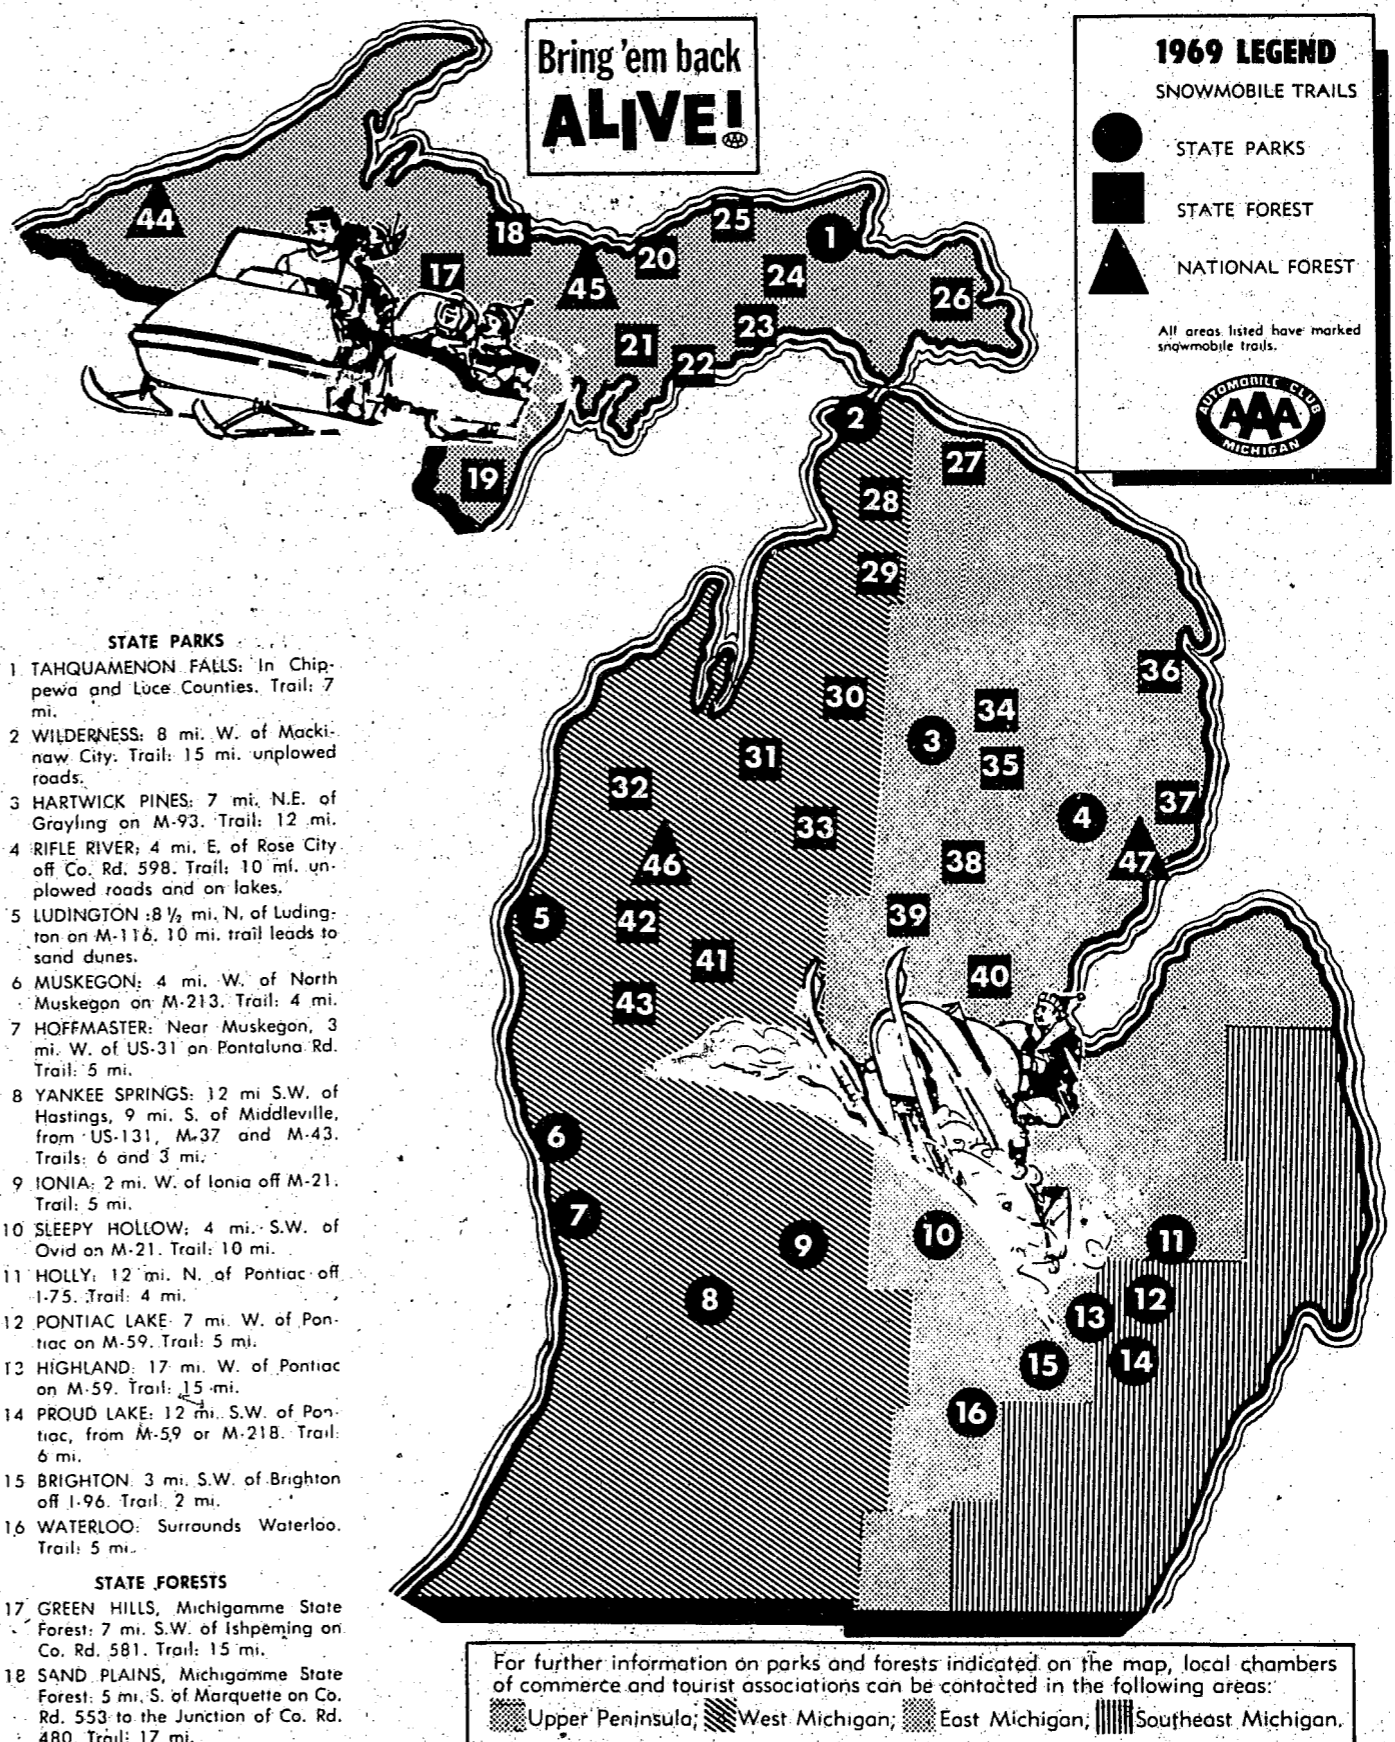 Bring 'em back
ALIVE!
AAA
1969 LEGEND
SNOWMOBILE TRAILS
STATE PARKS
STATE FOREST
NATIONAL FOREST
All areas listed have marked
snowmobile trails.
AUTOMOBILE CLUB
AAA
MICHIGAN
44
18
25
1
17
45
20
24
26
21
23
22
2
19
27
28
29
36
30
34
3
31
35
32
37
33
4
46
38
47
5
42
39
41
40
43
6
7
9
10
11
8
12
13
14
15
16
STATE PARKS
1 TAHQUAMENON FALLS: In Chip-
pewa and Luce Counties. Trail: 7
mi.
2 WILDERNESS: 8 mi. W. of Macki-
naw City. Trail: 15 mi. unplowed
roads.
3 HARTWICK PINES: 7 mi. N.E. of
Grayling on M-93. Trail: 12 mi.
4 RIFLE RIVER; 4 mi. E. of Rose City
off Co. Rd. 598. Trail: 10 mi. un-
plowed roads and on lakes.
5 LUDINGTON :8 1/2 mi. N. of Luding-
ton on M-116. 10 mi. trail leads to
sand dunes.
6 MUSKEGON: 4 mi. W. of North
Muskegon on M-213. Trail: 4 mi.
7 HOFFMASTER: Near Muskegon, 3
mi. W. of US-31 on Pontaluna Rd.
Trail: 5 mi.
8 YANKEE SPRINGS: 12 mi S.W. of
Hastings, 9 mi. S. of Middleville,
from US-131, M-37 and M-43.
Trails: 6 and 3 mi.
9 IONIA: 2 mi. W. of Ionia off M-21.
Trail: 5 mi.
10 SLEEPY HOLLOW: 4 mi. S.W. of
Ovid on M-21. Trail: 10 mi.
11 HOLLY: 12 mi. N. of Pontiac off
I-75. Trail: 4 mi.
12 PONTIAC LAKE 7 mi. W. of Pon-
tiac on M-59. Trail: 5 mi.
13 HIGHLAND: 17 mi. W. of Pontiac
on M-59. Trail: 15 mi.
14 PROUD LAKE: 12 mi. S.W. of Pon-
tiac, from M-59 or M-218. Trail:
6 mi.
15 BRIGHTON 3 mi. S.W. of Brighton
off I-96. Trail: 2 mi.
16 WATERLOO: Surrounds Waterloo.
Trail: 5 mi.
STATE FORESTS
17 GREEN HILLS, Michigamme State
Forest: 7 mi. S.W. of Ishpeming on
Co. Rd. 581. Trail: 15 mi.
18 SAND PLAINS, Michigamme State
Forest: 5 mi. S. of Marquette on Co.
Rd. 553 to the Junction of Co. Rd.
480. Trail: 17 mi.
For further information on parks and forests indicated on the map, local chambers
of commerce and tourist associations can be contacted in the following areas:
Upper Peninsula; West Michigan; East Michigan; Southeast Michigan.